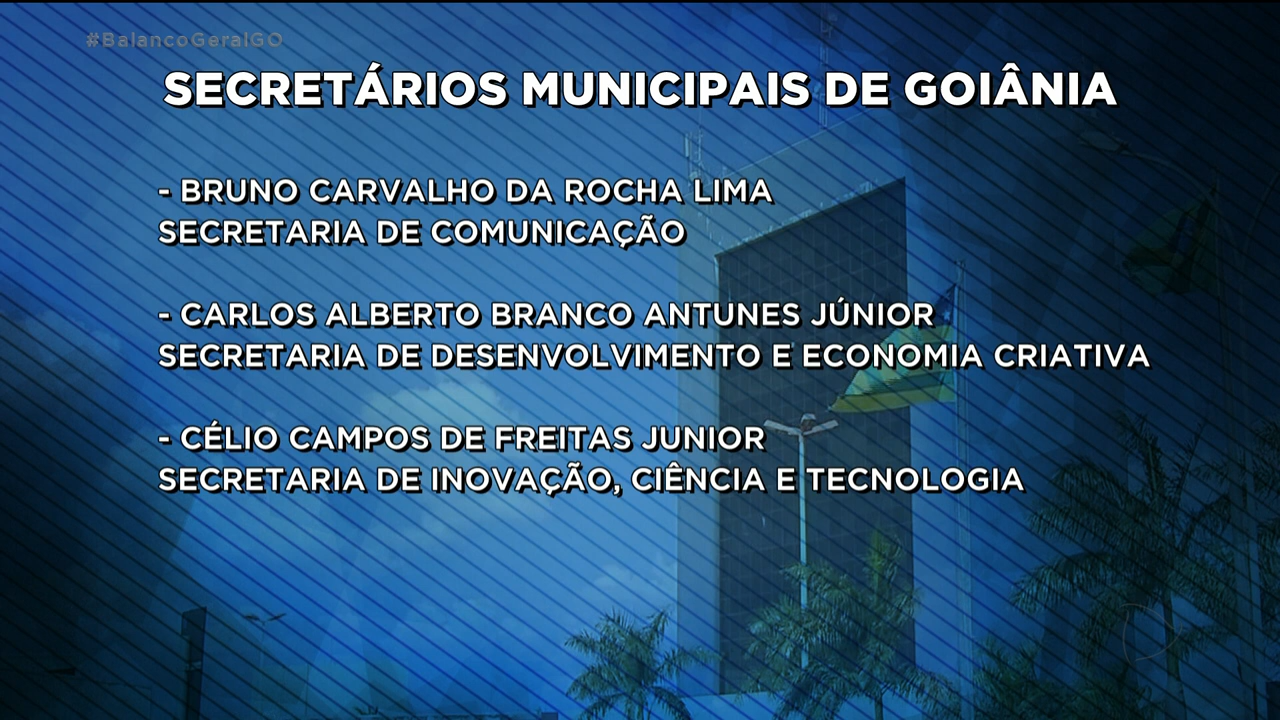 #BalancoGeralGO
SECRETÁRIOS MUNICIPAIS DE GOIÂNIA
- BRUNO CARVALHO DA ROCHA LIMA
SECRETARIA DE COMUNICAÇÃO
- CARLOS ALBERTO BRANCO ANTUNES JÚNIOR
SECRETARIA DE DESENVOLVIMENTO E ECONOMIA CRIATIVA
- CÉLIO CAMPOS DE FREITAS JUNIOR
SECRETARIA DE INOVAÇÃO, CIÊNCIA E TECNOLOGIA